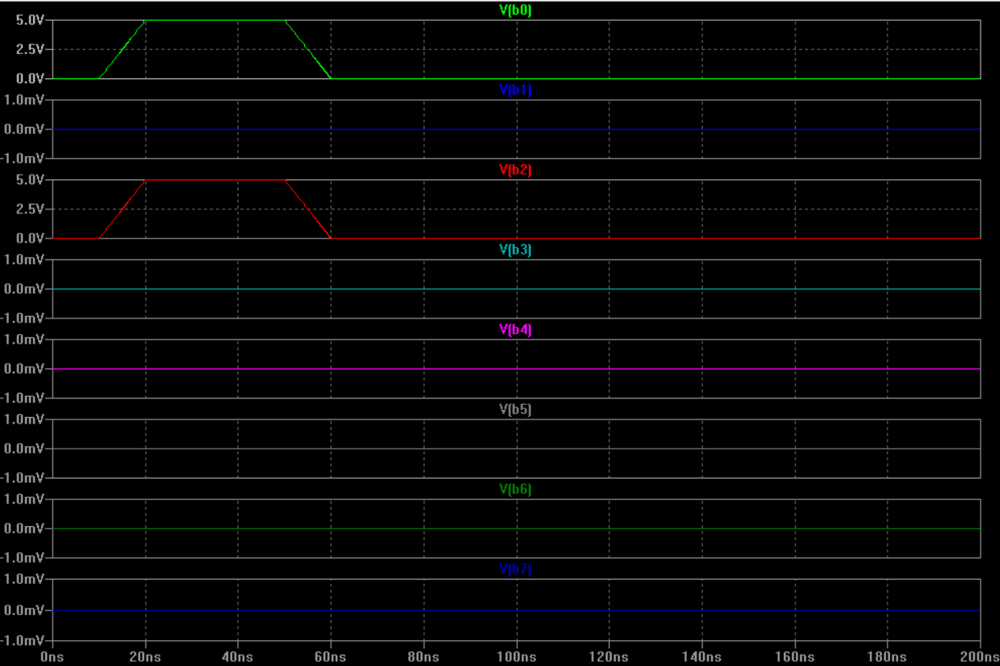 V(b0)
5.0V
2.5V
0.0V
V(b1)
1.0mV
0.0mV
-1.0mV
V(b2)
5.0V
2.5V
0.0V
V(b3)
1.0mV
0.0mV
-1.0mV
V(b4)
1.0mV
0.0mV
-1.0mV
V(b5)
1.0mV
0.0mV
-1.0mV
V(b6)
1.0mV
0.0mV
-1.0mV
V(b7)
1.0mV
0.0mV
-1.0mV
0ns 20ns 40ns 60ns 80ns 100ns 120ns 140ns 160ns 180ns 200ns